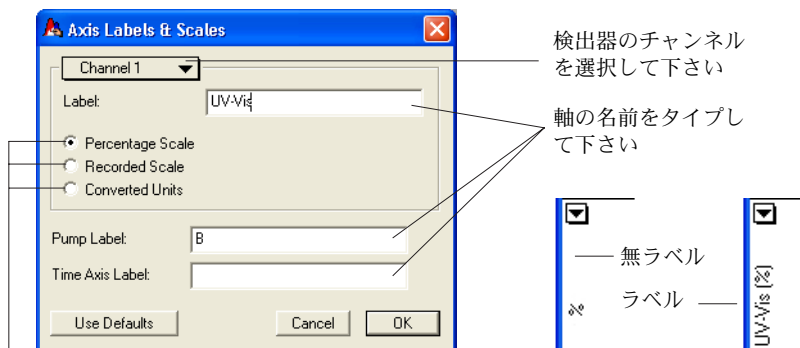 Axis Labels & Scales
検出器のチャンネル
を選択して下さい
Channel 1
Label:
UV-Vis
軸の名前をタイプし
て下さい
Percentage Scale
Recorded Scale
Converted Units
Pump Label:
B
Time Axis Label:
無ラベル
ラベル
%
UV-Vis (%)
Use Defaults
Cancel
OK